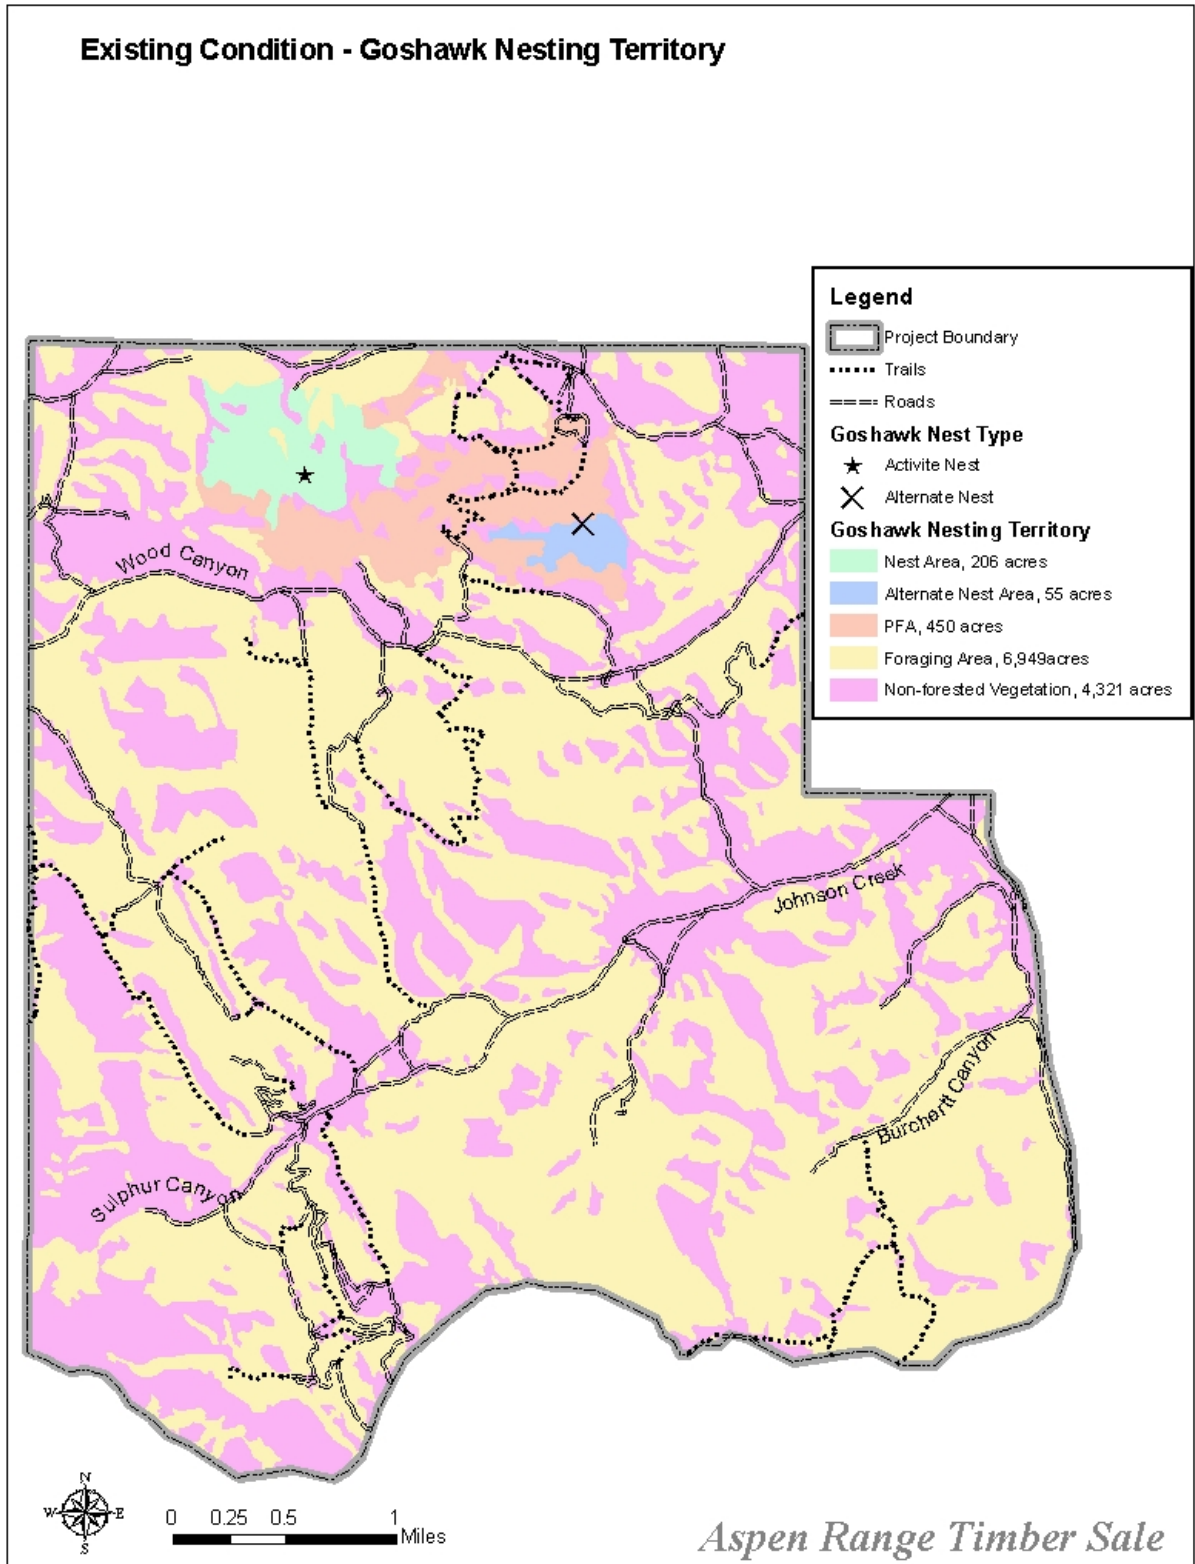 Existing Condition - Goshawk Nesting Territory
Legend
Project Boundary
Trails
Roads
Goshawk Nest Type
Activite Nest
Alternate Nest
Goshawk Nesting Territory
Nest Area, 206 acres
Alternate Nest Area, 55 acres
PFA, 450 acres
Foraging Area, 6,949acres
Non-forested Vegetation, 4,321 acres
Wood Canyon
Johnson Creek
Burchertt Canyon
Sulphur Canyon
N
W E
S
0 0.25 0.5 1
Miles
Aspen Range Timber Sale